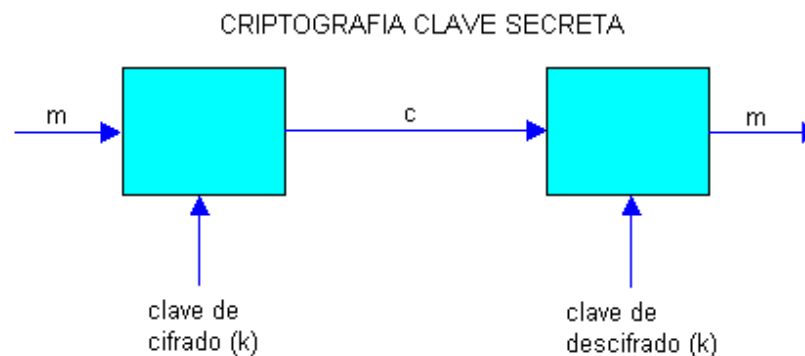 CRIPTOGRAFIA CLAVE SECRETA
m
c
m
clave de
cifrado (k)
clave de
descifrado (k)